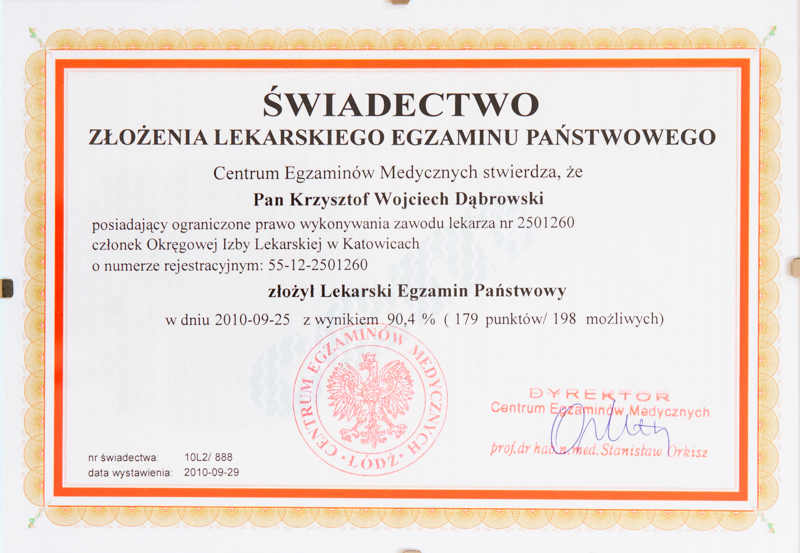 ŚWIADECTWO
ZŁOŻENIA LEKARSKIEGO EGZAMINU PAŃSTWOWEGO
Centrum Egzaminów Medycznych stwierdza, że
Pan Krzysztof Wojciech Dąbrowski
posiadający ograniczone prawo wykonywania zawodu lekarza nr 2501260
członek Okręgowej Izby Lekarskiej w Katowicach
o numerze rejestracyjnym: 55-12-2501260
złożył Lekarski Egzamin Państwowy
w dniu 2010-09-25 z wynikiem 90,4 % ( 179 punktów/ 198 możliwych)
CENTRUM EGZAMINÓW MEDYCZNYCH
• ŁÓDŹ •
DYREKTOR
Centrum Egzaminów Medycznych
prof. dr hab. n. med. Stanisław Orkisz
nr świadectwa: 10L2/ 888
data wystawienia: 2010-09-29